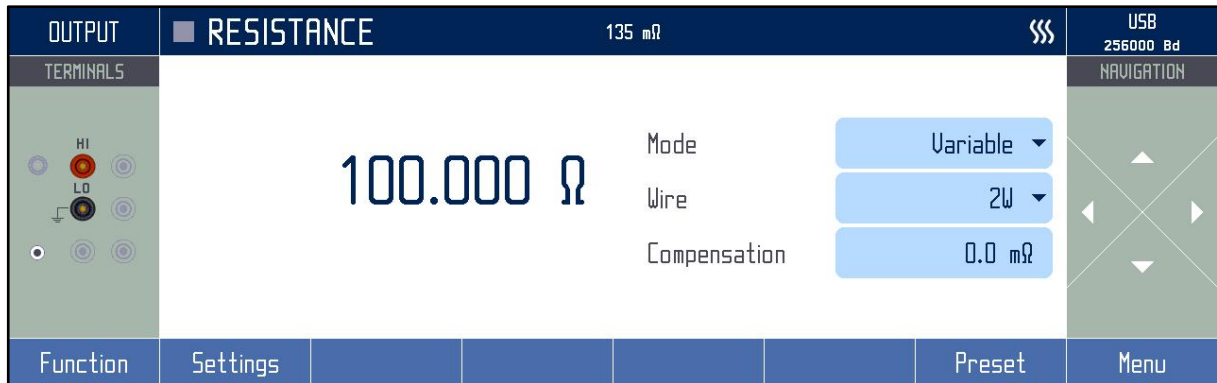 OUTPUT
RESISTANCE
135 mΩ
USB
256000 Bd
TERMINALS
NAVIGATION
HI
LO
100.000 Ω
Mode
Variable
Wire
2W
Compensation
0.0 mΩ
Function
Settings
Preset
Menu